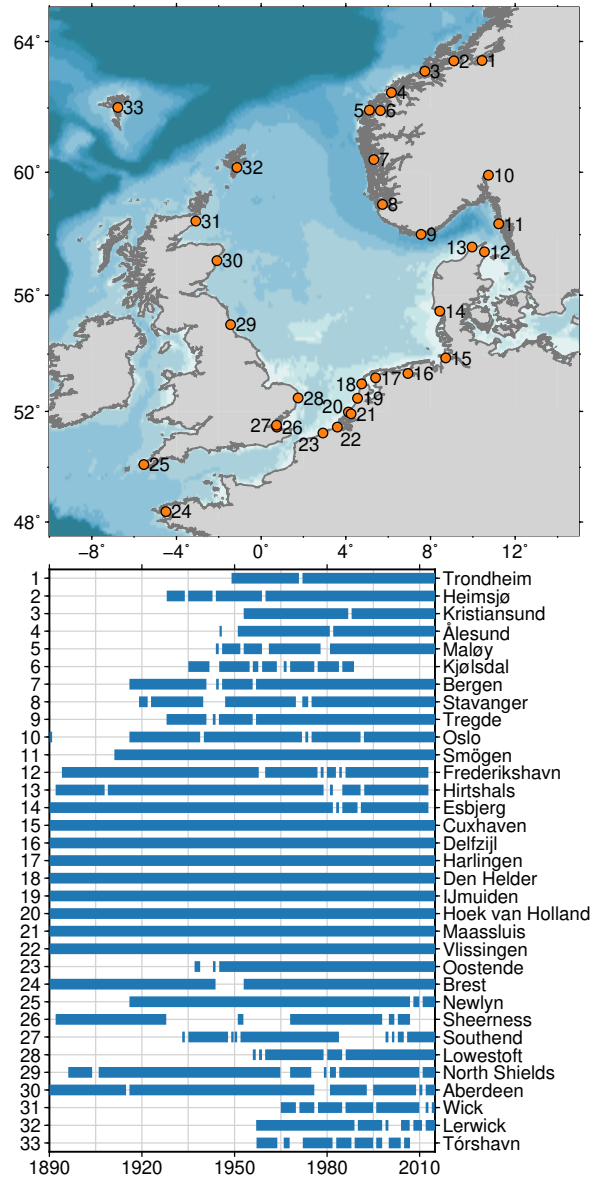 64°
60°
56°
52°
48°
33
3
2
1
4
5
6
32
7
10
8
31
9
11
13
12
30
14
29
15
18
17
16
28
19
20
21
27
26
23
22
25
24
−8°
−4°
0°
4°
8°
12°
1 Trondheim
2 Heimsjø
3 Kristiansund
4 Ålesund
5 Maløy
6 Kjølsdal
7 Bergen
8 Stavanger
9 Tregde
10 Oslo
11 Smögen
12 Frederikshavn
13 Hirtshals
14 Esbjerg
15 Cuxhaven
16 Delfzijl
17 Harlingen
18 Den Helder
19 IJmuiden
20 Hoek van Holland
21 Maassluis
22 Vlissingen
23 Oostende
24 Brest
25 Newlyn
26 Sheerness
27 Southend
28 Lowestoft
29 North Shields
30 Aberdeen
31 Wick
32 Lerwick
33 Tórshavn
1890 1920 1950 1980 2010